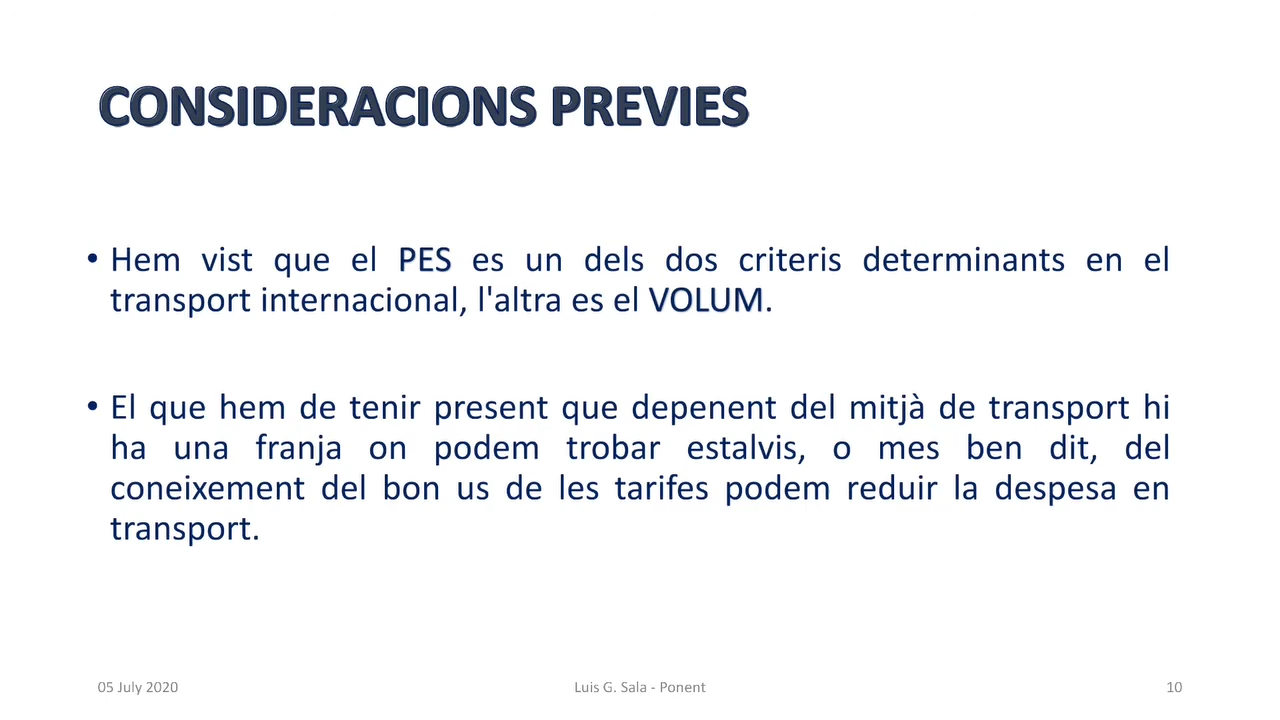 CONSIDERACIONS PREVIES
• Hem vist que el PES es un dels dos criteris determinants en el
transport internacional, l'altra es el VOLUM.
• El que hem de tenir present que depenent del mitjà de transport hi
ha una franja on podem trobar estalvis, o mes ben dit, del
coneixement del bon us de les tarifes podem reduir la despesa en
transport.
05 July 2020
Luis G. Sala - Ponent
10